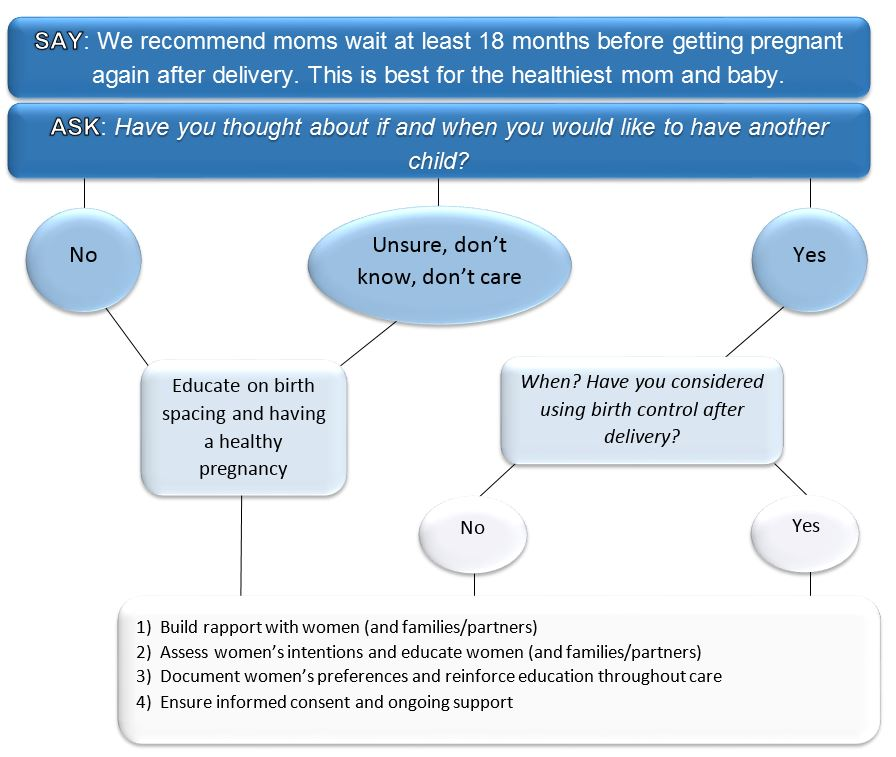 SAY: We recommend moms wait at least 18 months before getting pregnant
again after delivery. This is best for the healthiest mom and baby.
ASK: Have you thought about if and when you would like to have another
child?
No
Unsure, don’t
know, don’t care
Yes
Educate on birth
spacing and having
a healthy
pregnancy
When? Have you considered
using birth control after
delivery?
No
Yes
1) Build rapport with women (and families/partners)
2) Assess women’s intentions and educate women (and families/partners)
3) Document women’s preferences and reinforce education throughout care
4) Ensure informed consent and ongoing support